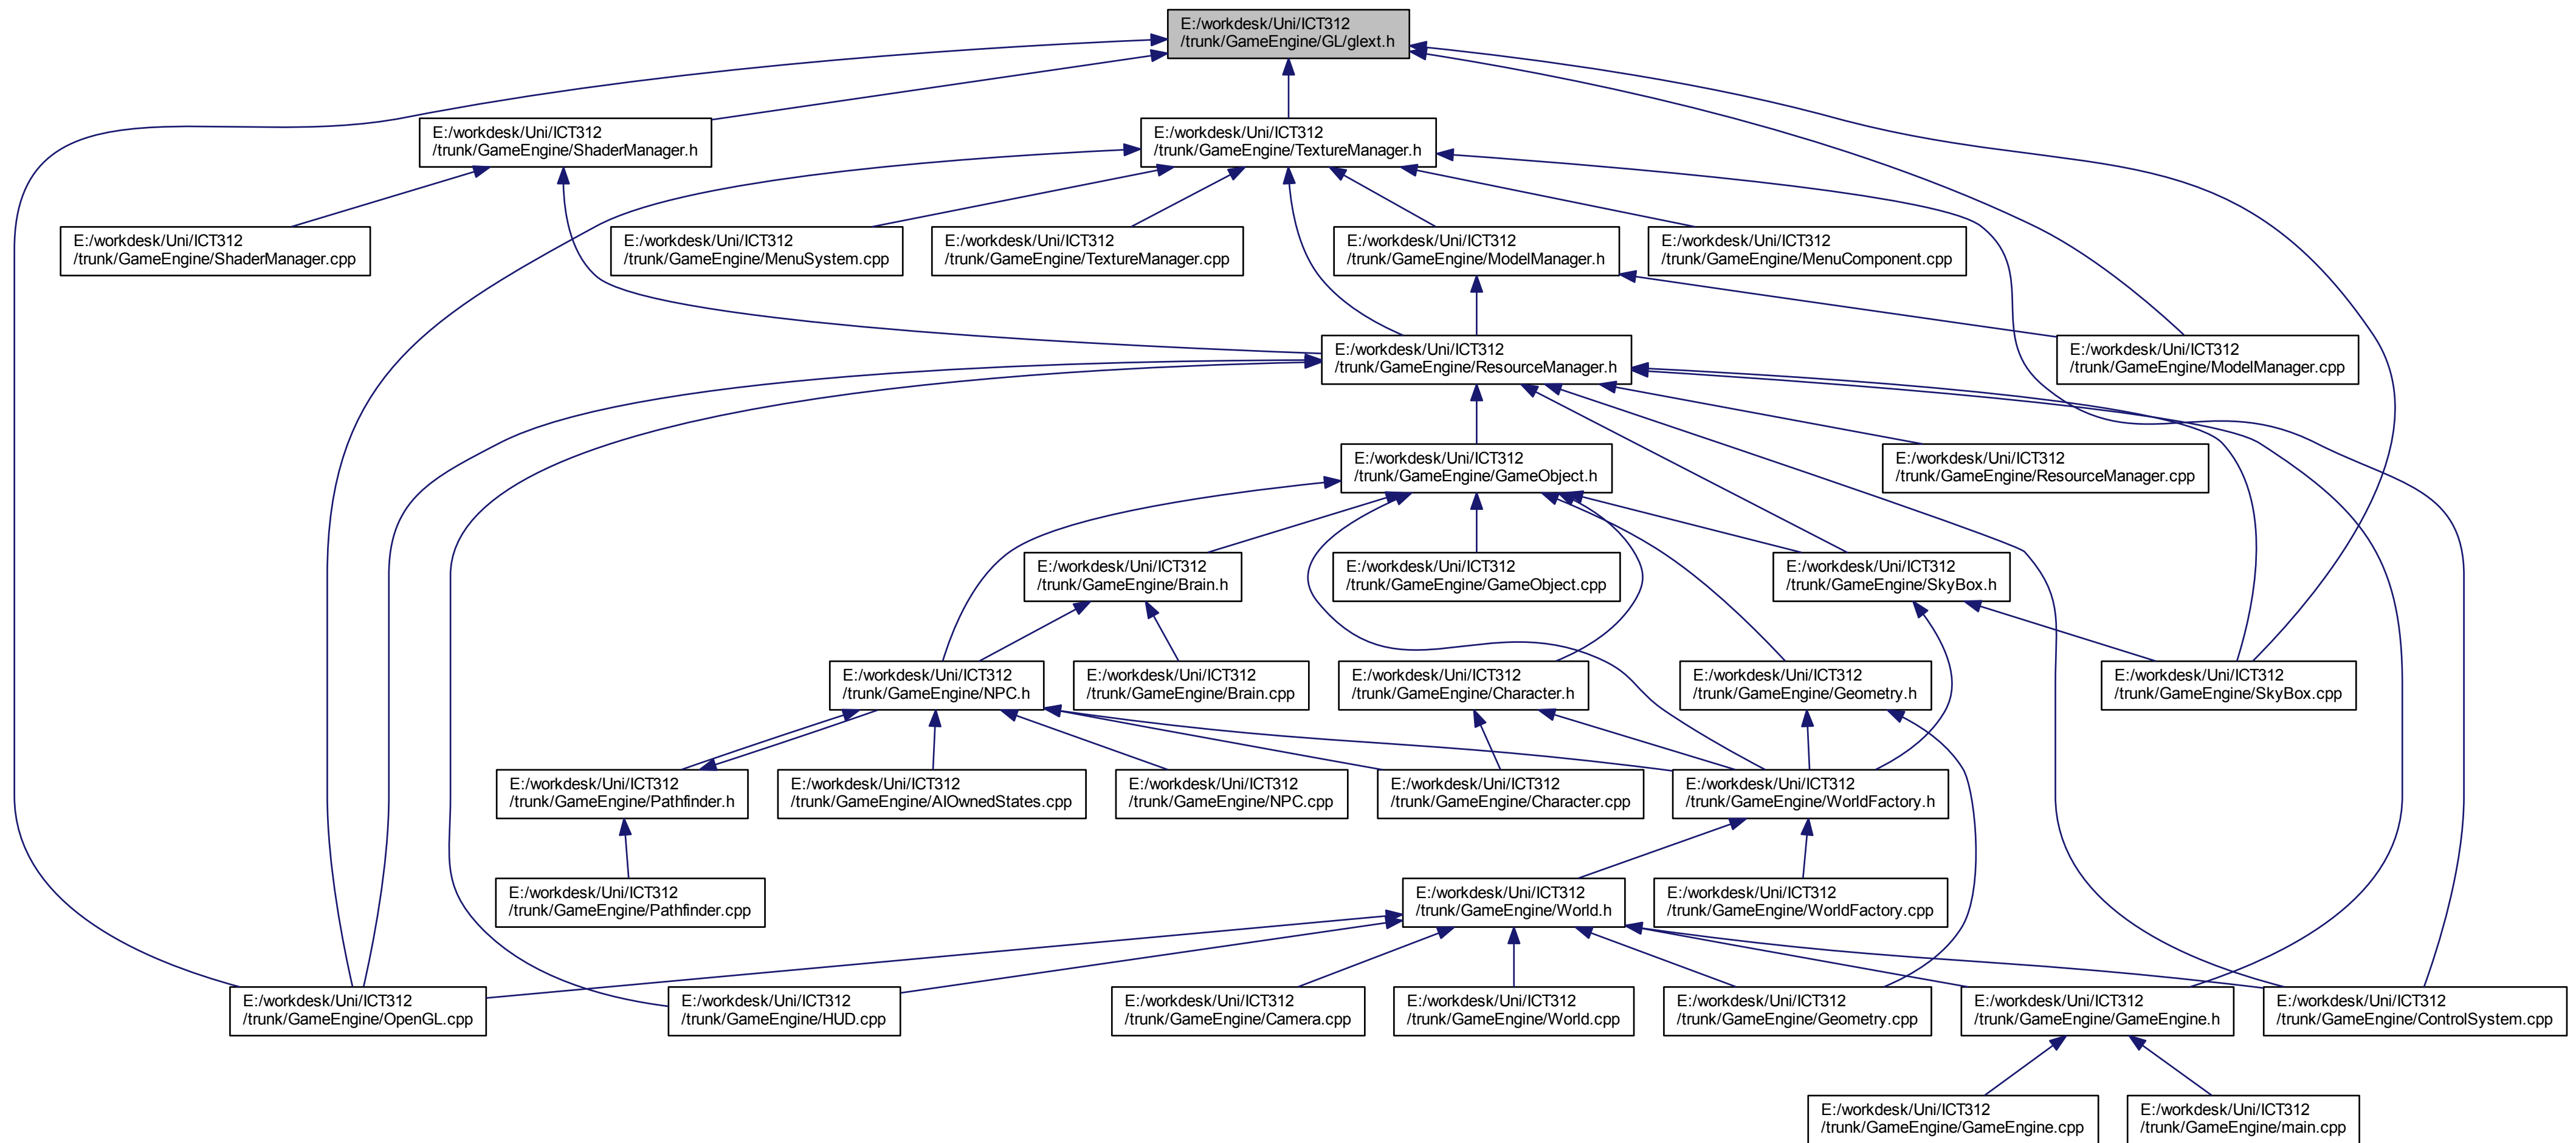 E:/workdesk/Uni/ICT312
/trunk/GameEngine/GL/glext.h
E:/workdesk/Uni/ICT312
/trunk/GameEngine/ShaderManager.h
E:/workdesk/Uni/ICT312
/trunk/GameEngine/TextureManager.h
E:/workdesk/Uni/ICT312
/trunk/GameEngine/ShaderManager.cpp
E:/workdesk/Uni/ICT312
/trunk/GameEngine/MenuSystem.cpp
E:/workdesk/Uni/ICT312
/trunk/GameEngine/TextureManager.cpp
E:/workdesk/Uni/ICT312
/trunk/GameEngine/ModelManager.h
E:/workdesk/Uni/ICT312
/trunk/GameEngine/MenuComponent.cpp
E:/workdesk/Uni/ICT312
/trunk/GameEngine/ResourceManager.h
E:/workdesk/Uni/ICT312
/trunk/GameEngine/ModelManager.cpp
E:/workdesk/Uni/ICT312
/trunk/GameEngine/GameObject.h
E:/workdesk/Uni/ICT312
/trunk/GameEngine/ResourceManager.cpp
E:/workdesk/Uni/ICT312
/trunk/GameEngine/Brain.h
E:/workdesk/Uni/ICT312
/trunk/GameEngine/GameObject.cpp
E:/workdesk/Uni/ICT312
/trunk/GameEngine/SkyBox.h
E:/workdesk/Uni/ICT312
/trunk/GameEngine/NPC.h
E:/workdesk/Uni/ICT312
/trunk/GameEngine/Brain.cpp
E:/workdesk/Uni/ICT312
/trunk/GameEngine/Character.h
E:/workdesk/Uni/ICT312
/trunk/GameEngine/Geometry.h
E:/workdesk/Uni/ICT312
/trunk/GameEngine/SkyBox.cpp
E:/workdesk/Uni/ICT312
/trunk/GameEngine/Pathfinder.h
E:/workdesk/Uni/ICT312
/trunk/GameEngine/AIOwnedStates.cpp
E:/workdesk/Uni/ICT312
/trunk/GameEngine/NPC.cpp
E:/workdesk/Uni/ICT312
/trunk/GameEngine/Character.cpp
E:/workdesk/Uni/ICT312
/trunk/GameEngine/WorldFactory.h
E:/workdesk/Uni/ICT312
/trunk/GameEngine/Pathfinder.cpp
E:/workdesk/Uni/ICT312
/trunk/GameEngine/World.h
E:/workdesk/Uni/ICT312
/trunk/GameEngine/WorldFactory.cpp
E:/workdesk/Uni/ICT312
/trunk/GameEngine/OpenGL.cpp
E:/workdesk/Uni/ICT312
/trunk/GameEngine/HUD.cpp
E:/workdesk/Uni/ICT312
/trunk/GameEngine/Camera.cpp
E:/workdesk/Uni/ICT312
/trunk/GameEngine/World.cpp
E:/workdesk/Uni/ICT312
/trunk/GameEngine/Geometry.cpp
E:/workdesk/Uni/ICT312
/trunk/GameEngine/GameEngine.h
E:/workdesk/Uni/ICT312
/trunk/GameEngine/ControlSystem.cpp
E:/workdesk/Uni/ICT312
/trunk/GameEngine/GameEngine.cpp
E:/workdesk/Uni/ICT312
/trunk/GameEngine/main.cpp